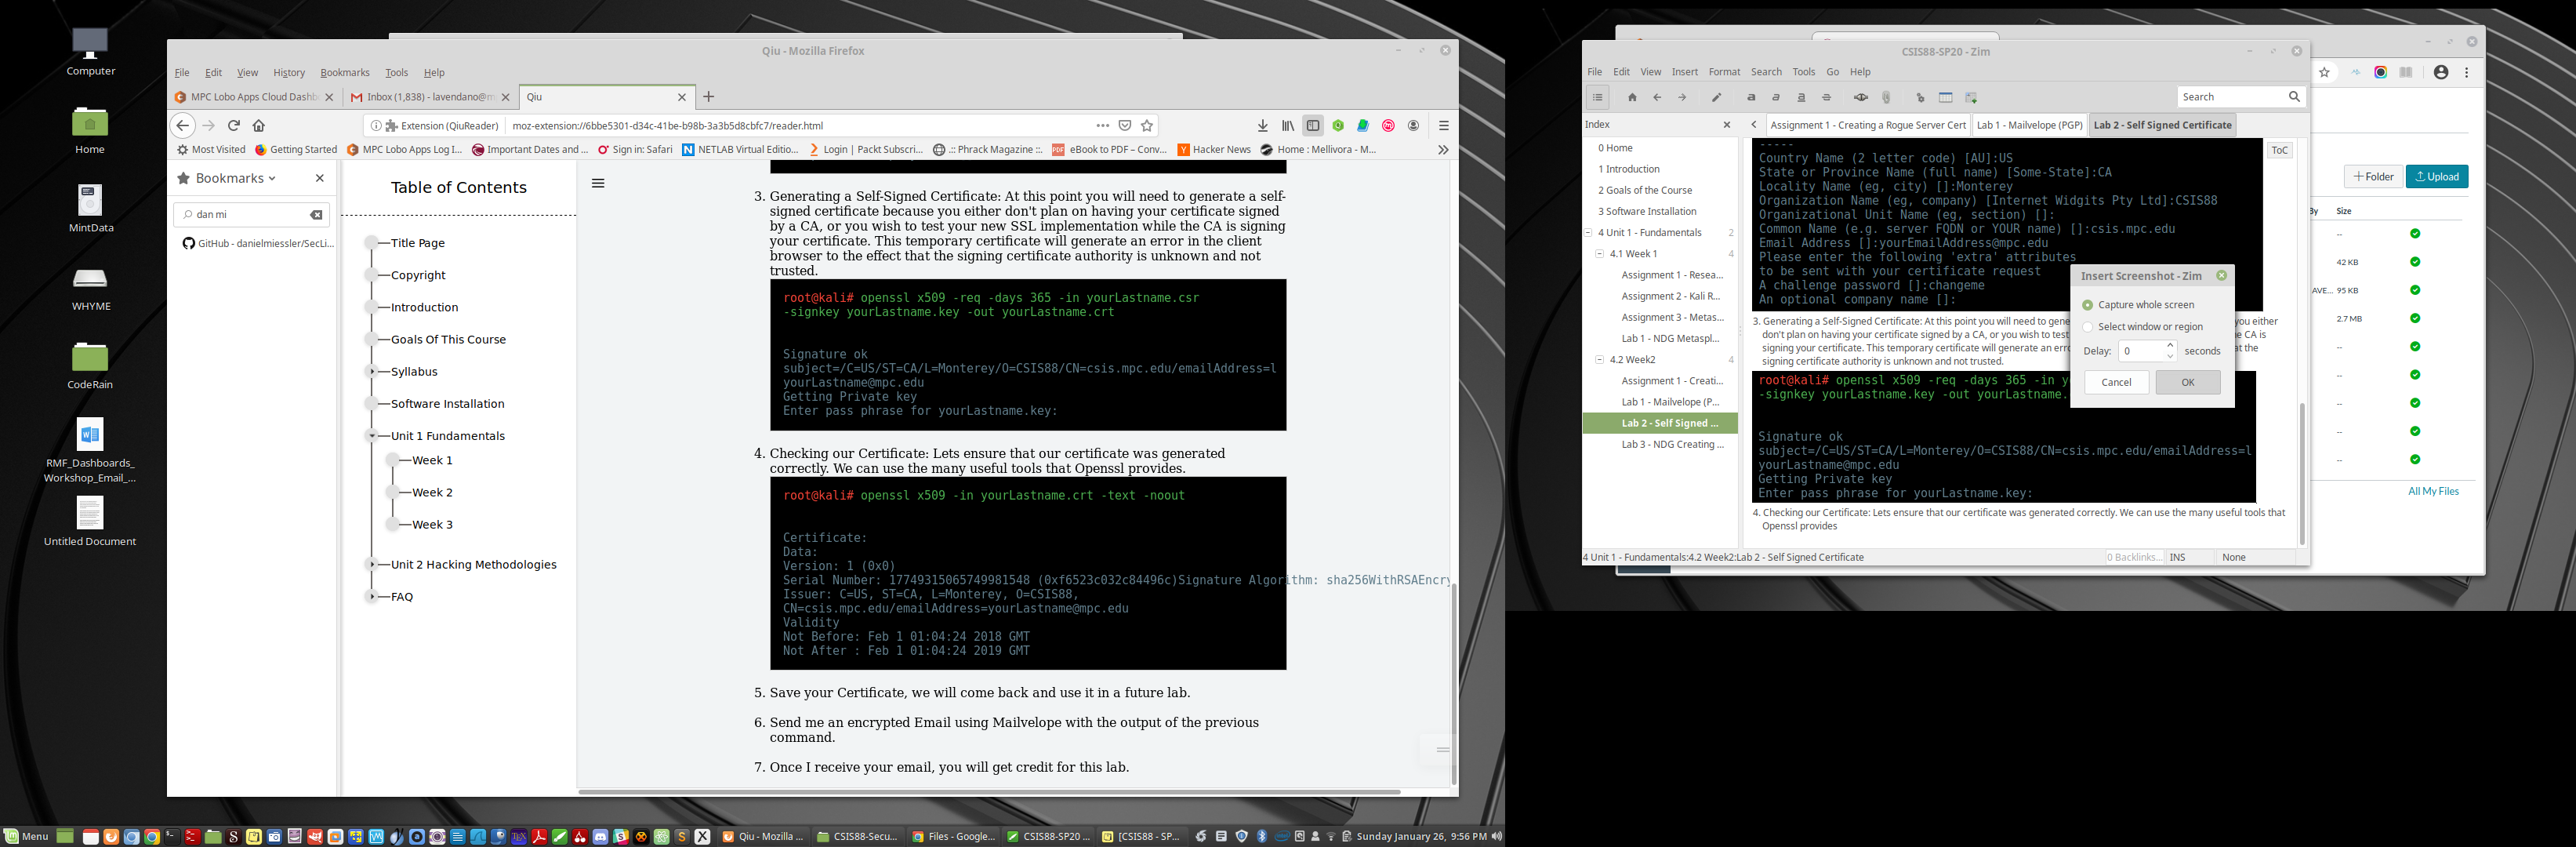 Computer
Home
MintData
WHYME
CodeRain
RMF_Dashboards_
Workshop_Email_...
Untitled Document
Qiu - Mozilla Firefox
File Edit View History Bookmarks Tools Help
MPC Lobo Apps Cloud Dashb
Inbox (1,838) - lavendano@m
Qiu
Extension (QiuReader)
moz-extension://6bbe5301-d34c-41be-b98b-3a3b5d8cbfc7/reader.html
Most Visited
Getting Started
MPC Lobo Apps Log I...
Important Dates and ...
Sign in: Safari
NETLAB Virtual Editio...
Login | Packt Subscri...
.:: Phrack Magazine ::.
eBook to PDF – Conv...
Hacker News
Home : Mellivora - M...
Bookmarks
dan mi
GitHub - danielmiessler/SecLi...
Table of Contents
Title Page
Copyright
Introduction
Goals Of This Course
Syllabus
Software Installation
Unit 1 Fundamentals
Week 1
Week 2
Week 3
Unit 2 Hacking Methodologies
FAQ
3. Generating a Self-Signed Certificate: At this point you will need to generate a self-
signed certificate because you either don't plan on having your certificate signed
by a CA, or you wish to test your new SSL implementation while the CA is signing
your certificate. This temporary certificate will generate an error in the client
browser to the effect that the signing certificate authority is unknown and not
trusted.
root@kali# openssl x509 -req -days 365 -in yourLastname.csr
-signkey yourLastname.key -out yourLastname.crt
Signature ok
subject=/C=US/ST=CA/L=Monterey/O=CSIS88/CN=csis.mpc.edu/emailAddress=l
yourLastname@mpc.edu
Getting Private key
Enter pass phrase for yourLastname.key:
4. Checking our Certificate: Lets ensure that our certificate was generated
correctly. We can use the many useful tools that Openssl provides.
root@kali# openssl x509 -in yourLastname.crt -text -noout
Certificate:
Data:
Version: 1 (0x0)
Serial Number: 17749315065749981548 (0xf6523c032c84496c)Signature Algorithm: sha256WithRSAEncry
Issuer: C=US, ST=CA, L=Monterey, O=CSIS88,
CN=csis.mpc.edu/emailAddress=yourLastname@mpc.edu
Validity
Not Before: Feb 1 01:04:24 2018 GMT
Not After : Feb 1 01:04:24 2019 GMT
5. Save your Certificate, we will come back and use it in a future lab.
6. Send me an encrypted Email using Mailvelope with the output of the previous
command.
7. Once I receive your email, you will get credit for this lab.
CSIS88-SP20 - Zim
File Edit View Insert Format Search Tools Go Help
Search
Index
Assignment 1 - Creating a Rogue Server Cert
Lab 1 - Mailvelope (PGP)
Lab 2 - Self Signed Certificate
0 Home
1 Introduction
2 Goals of the Course
3 Software Installation
4 Unit 1 - Fundamentals 2
4.1 Week 1 4
Assignment 1 - Resea...
Assignment 2 - Kali R...
Assignment 3 - Metas...
Lab 1 - NDG Metaspl...
4.2 Week2 4
Assignment 1 - Creati...
Lab 1 - Mailvelope (P...
Lab 2 - Self Signed ...
Lab 3 - NDG Creating ...
ToC
-----
Country Name (2 letter code) [AU]:US
State or Province Name (full name) [Some-State]:CA
Locality Name (eg, city) []:Monterey
Organization Name (eg, company) [Internet Widgits Pty Ltd]:CSIS88
Organizational Unit Name (eg, section) []:
Common Name (e.g. server FQDN or YOUR name) []:csis.mpc.edu
Email Address []:yourEmailAddress@mpc.edu
Please enter the following 'extra' attributes
to be sent with your certificate request
A challenge password []:changeme
An optional company name []:
3. Generating a Self-Signed Certificate: At this point you will need to gene you either
don't plan on having your certificate signed by a CA, or you wish to test e CA is
signing your certificate. This temporary certificate will generate an erro at the
signing certificate authority is unknown and not trusted.
root@kali# openssl x509 -req -days 365 -in y
-signkey yourLastname.key -out yourLastname.
Signature ok
subject=/C=US/ST=CA/L=Monterey/O=CSIS88/CN=csis.mpc.edu/emailAddress=l
yourLastname@mpc.edu
Getting Private key
Enter pass phrase for yourLastname.key:
4. Checking our Certificate: Lets ensure that our certificate was generated correctly. We can use the many useful tools that
Openssl provides
4 Unit 1 - Fundamentals:4.2 Week2:Lab 2 - Self Signed Certificate
0 Backlinks...
INS
None
Insert Screenshot - Zim
Capture whole screen
Select window or region
Delay: 0 seconds
Cancel
OK
Folder
Upload
By Size
--
42 KB
AVE... 95 KB
2.7 MB
--
--
--
--
--
All My Files
Menu
Qiu - Mozilla ...
CSIS88-Secu...
Files - Google...
CSIS88-SP20 ...
[CSIS88 - SP...
Sunday January 26, 9:56 PM